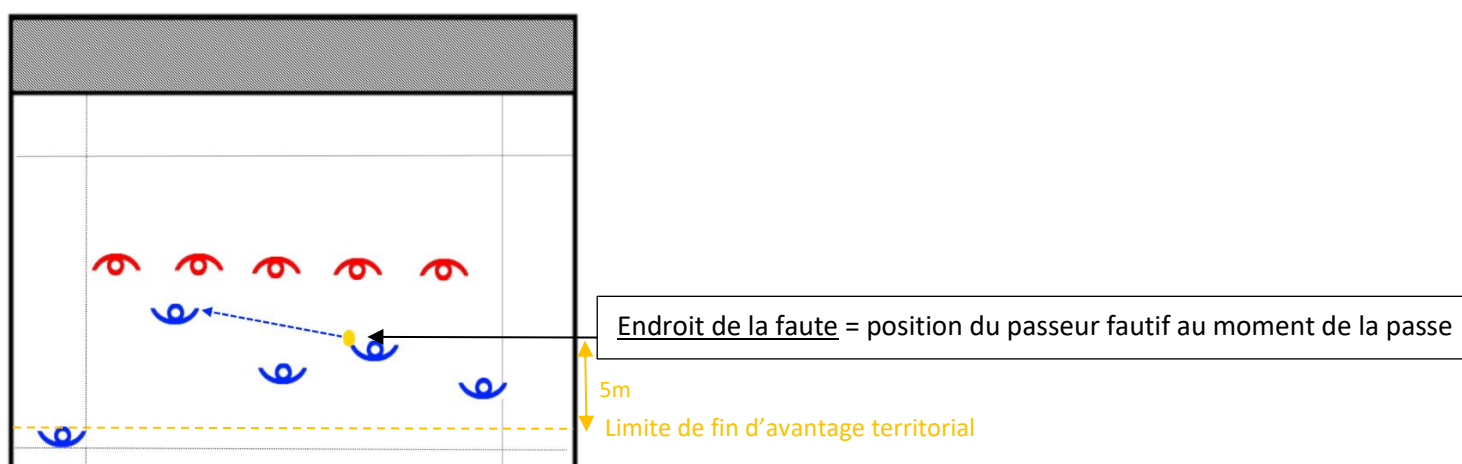 Endroit de la faute = position du passeur fautif au moment de la passe
5m
Limite de fin d’avantage territorial